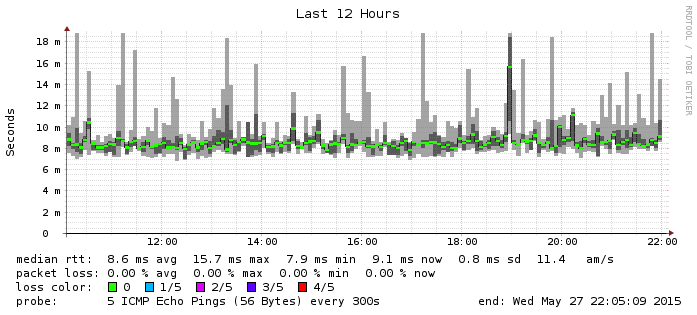 Last 12 Hours
RRDTOOL / TOBI OETIKER
Seconds
18 m
16 m
14 m
12 m
10 m
8 m
6 m
4 m
2 m
0
12:00 14:00 16:00 18:00 20:00 22:00
median rtt: 8.6 ms avg 15.7 ms max 7.9 ms min 9.1 ms now 0.8 ms sd 11.4 am/s
packet loss: 0.00 % avg 0.00 % max 0.00 % min 0.00 % now
loss color: 0 1/5 2/5 3/5 4/5
probe: 5 ICMP Echo Pings (56 Bytes) every 300s end: Wed May 27 22:05:09 2015